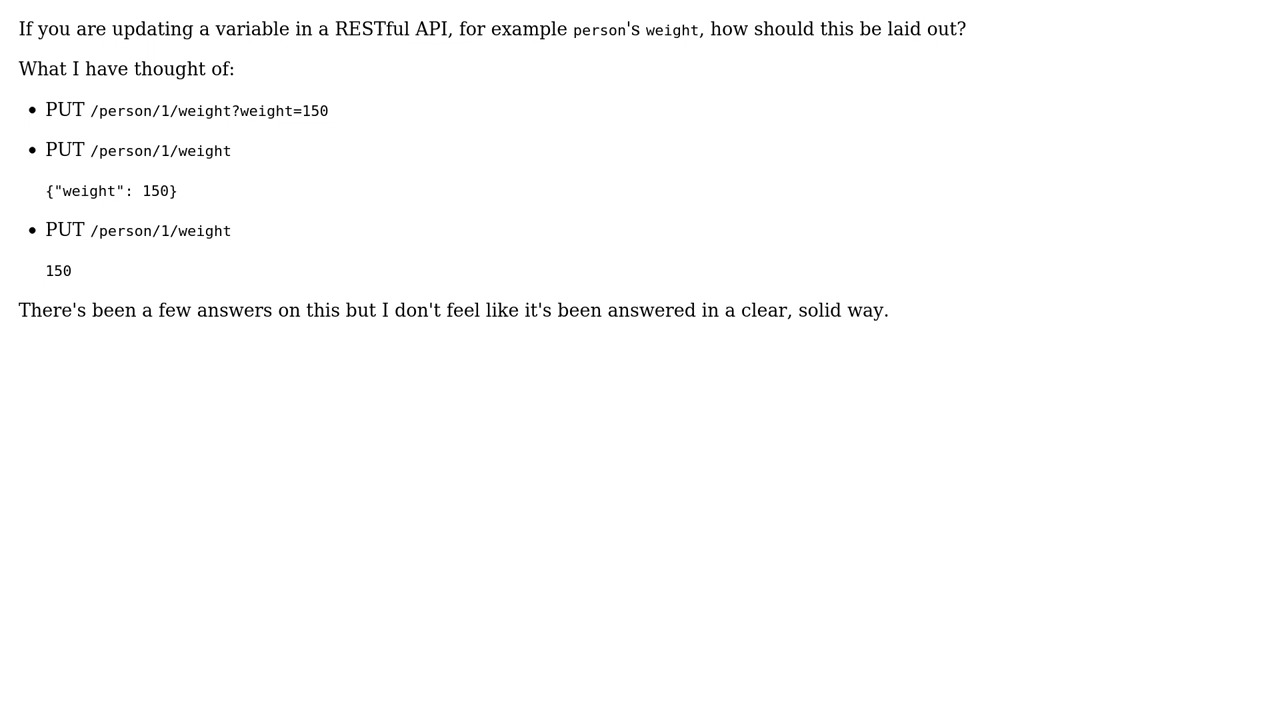 If you are updating a variable in a RESTful API, for example person's weight, how should this be laid out?
What I have thought of:
• PUT /person/1/weight?weight=150
• PUT /person/1/weight
{"weight": 150}
• PUT /person/1/weight
150
There's been a few answers on this but I don't feel like it's been answered in a clear, solid way.